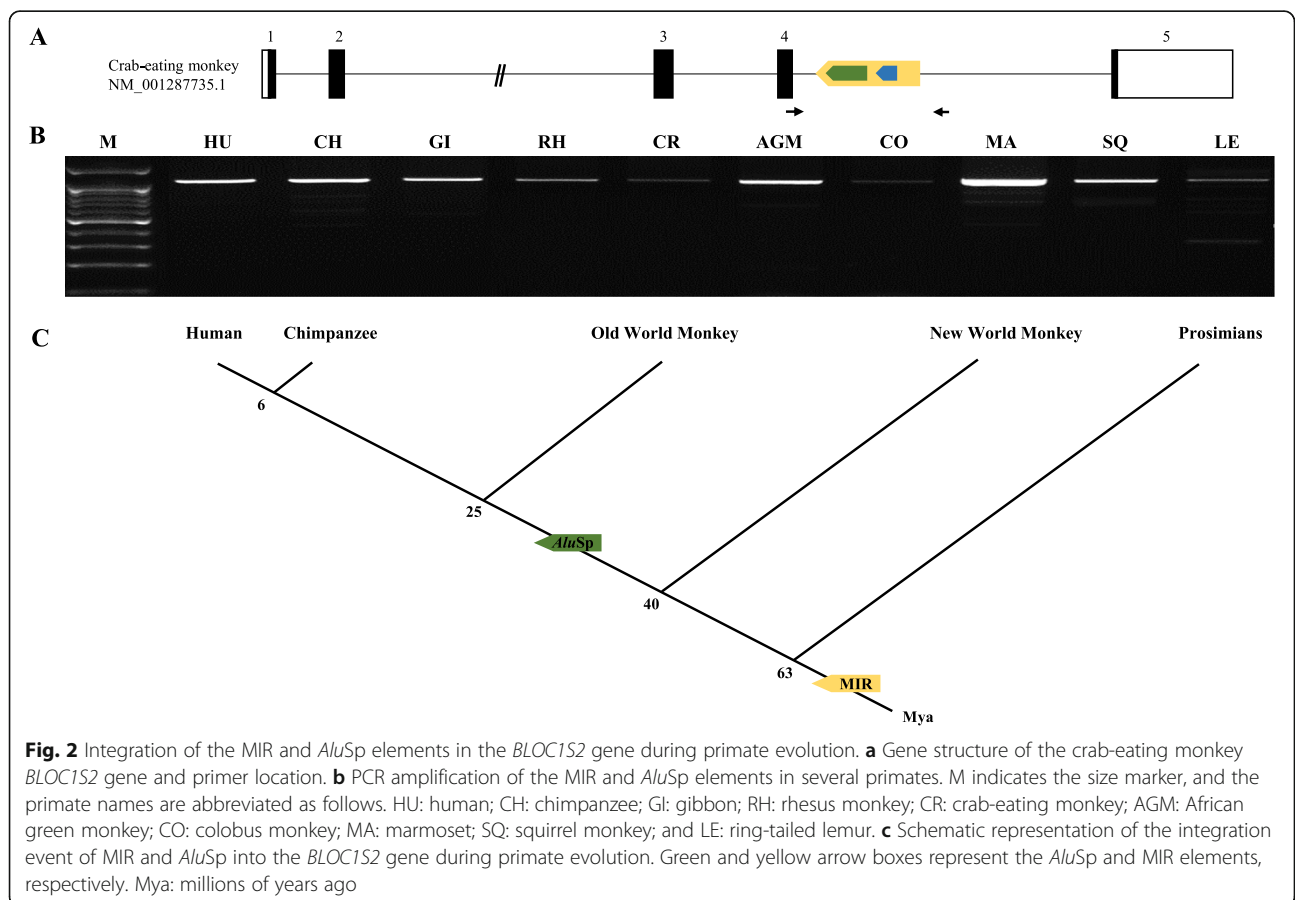 A
1 2 3 4 5
Crab-eating monkey
NM_001287735.1
B
M HU CH GI RH CR AGM CO MA SQ LE
C
Human Chimpanzee Old World Monkey New World Monkey Prosimians
6
25
AluSp
40
63
MIR
Mya
Fig. 2 Integration of the MIR and AluSp elements in the BLOC1S2 gene during primate evolution. a Gene structure of the crab-eating monkey
BLOC1S2 gene and primer location. b PCR amplification of the MIR and AluSp elements in several primates. M indicates the size marker, and the
primate names are abbreviated as follows. HU: human; CH: chimpanzee; GI: gibbon; RH: rhesus monkey; CR: crab-eating monkey; AGM: African
green monkey; CO: colobus monkey; MA: marmoset; SQ: squirrel monkey; and LE: ring-tailed lemur. c Schematic representation of the integration
event of MIR and AluSp into the BLOC1S2 gene during primate evolution. Green and yellow arrow boxes represent the AluSp and MIR elements,
respectively. Mya: millions of years ago